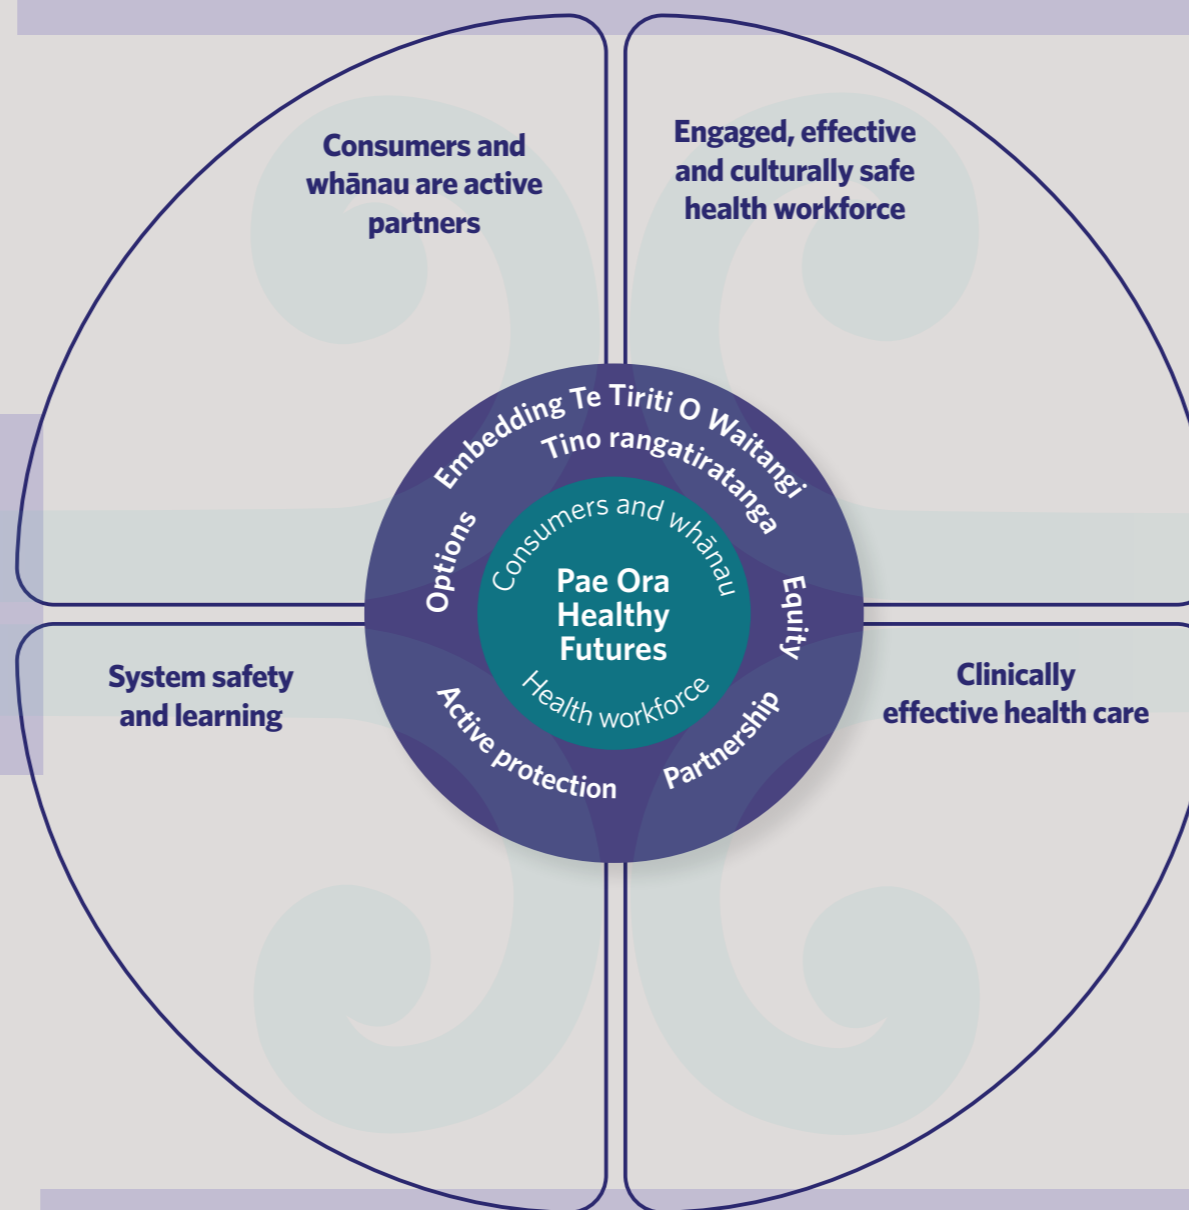 Consumers and
whānau are active
partners
Engaged, effective
and culturally safe
health workforce
Embedding Te Tiriti O Waitangi
Tino rangatiratanga
Options
Equity
Active protection
Partnership
Consumers and whānau
Pae Ora
Healthy
Futures
Health workforce
System safety
and learning
Clinically
effective health care